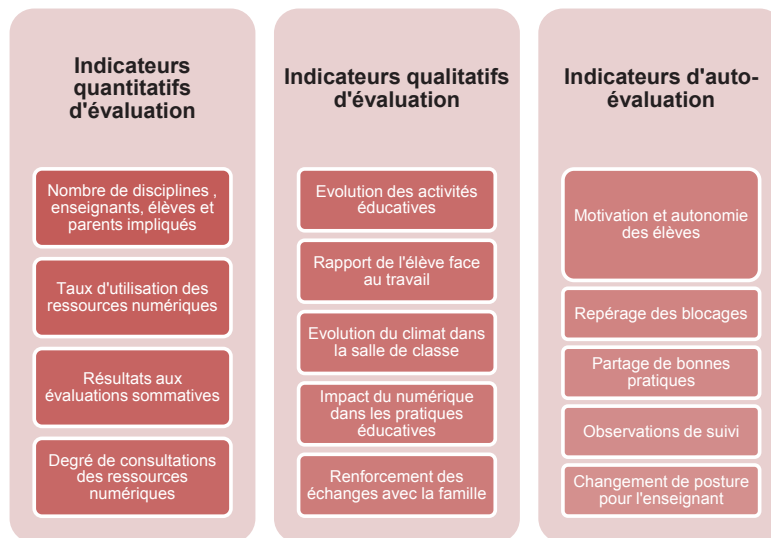 Indicateurs
quantitatifs
d'évaluation
Nombre de disciplines ,
enseignants, élèves et
parents impliqués
Taux d'utilisation des
ressources numériques
Résultats aux
évaluations sommatives
Degré de consultations
des ressources
numériques
Indicateurs qualitatifs
d'évaluation
Evolution des activités
éducatives
Rapport de l'élève face
au travail
Evolution du climat dans
la salle de classe
Impact du numérique
dans les pratiques
éducatives
Renforcement des
échanges avec la famille
Indicateurs d'auto-
évaluation
Motivation et autonomie
des élèves
Repérage des blocages
Partage de bonnes
pratiques
Observations de suivi
Changement de posture
pour l'enseignant